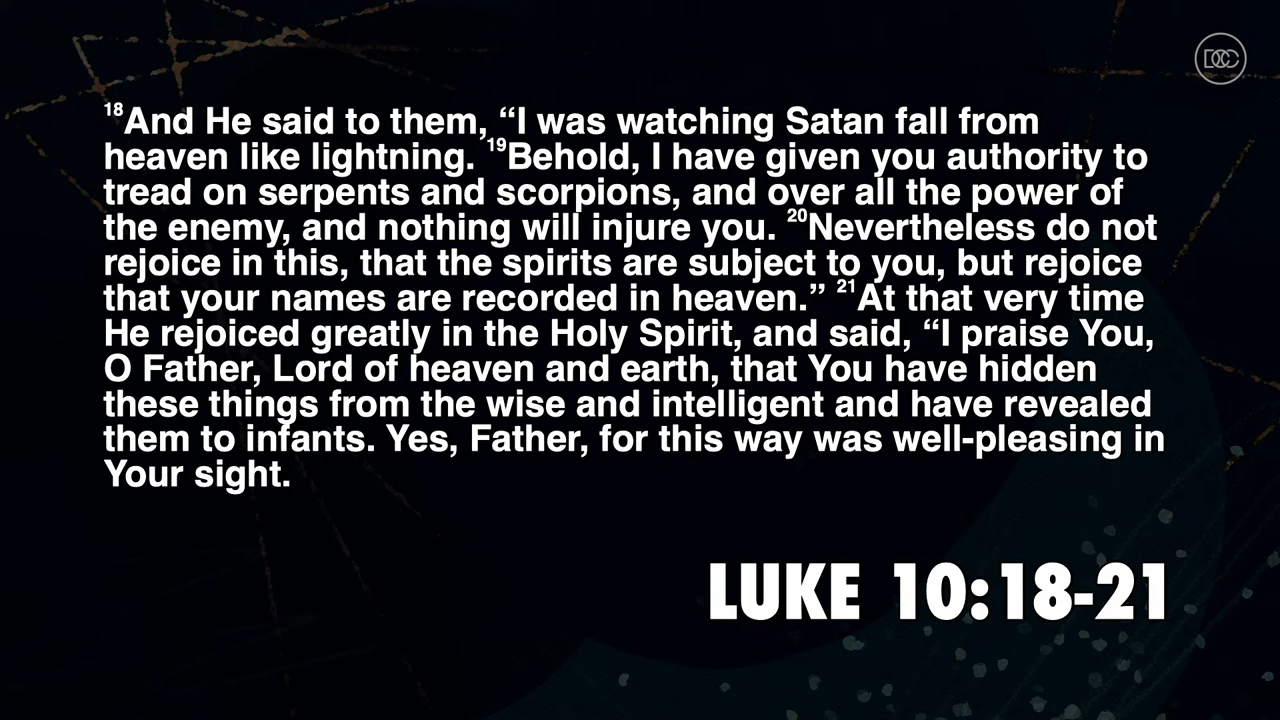 DCC
18And He said to them, “I was watching Satan fall from
heaven like lightning. 19Behold, I have given you authority to
tread on serpents and scorpions, and over all the power of
the enemy, and nothing will injure you. 20Nevertheless do not
rejoice in this, that the spirits are subject to you, but rejoice
that your names are recorded in heaven.” 21At that very time
He rejoiced greatly in the Holy Spirit, and said, “I praise You,
O Father, Lord of heaven and earth, that You have hidden
these things from the wise and intelligent and have revealed
them to infants. Yes, Father, for this way was well-pleasing in
Your sight.
LUKE 10:18-21